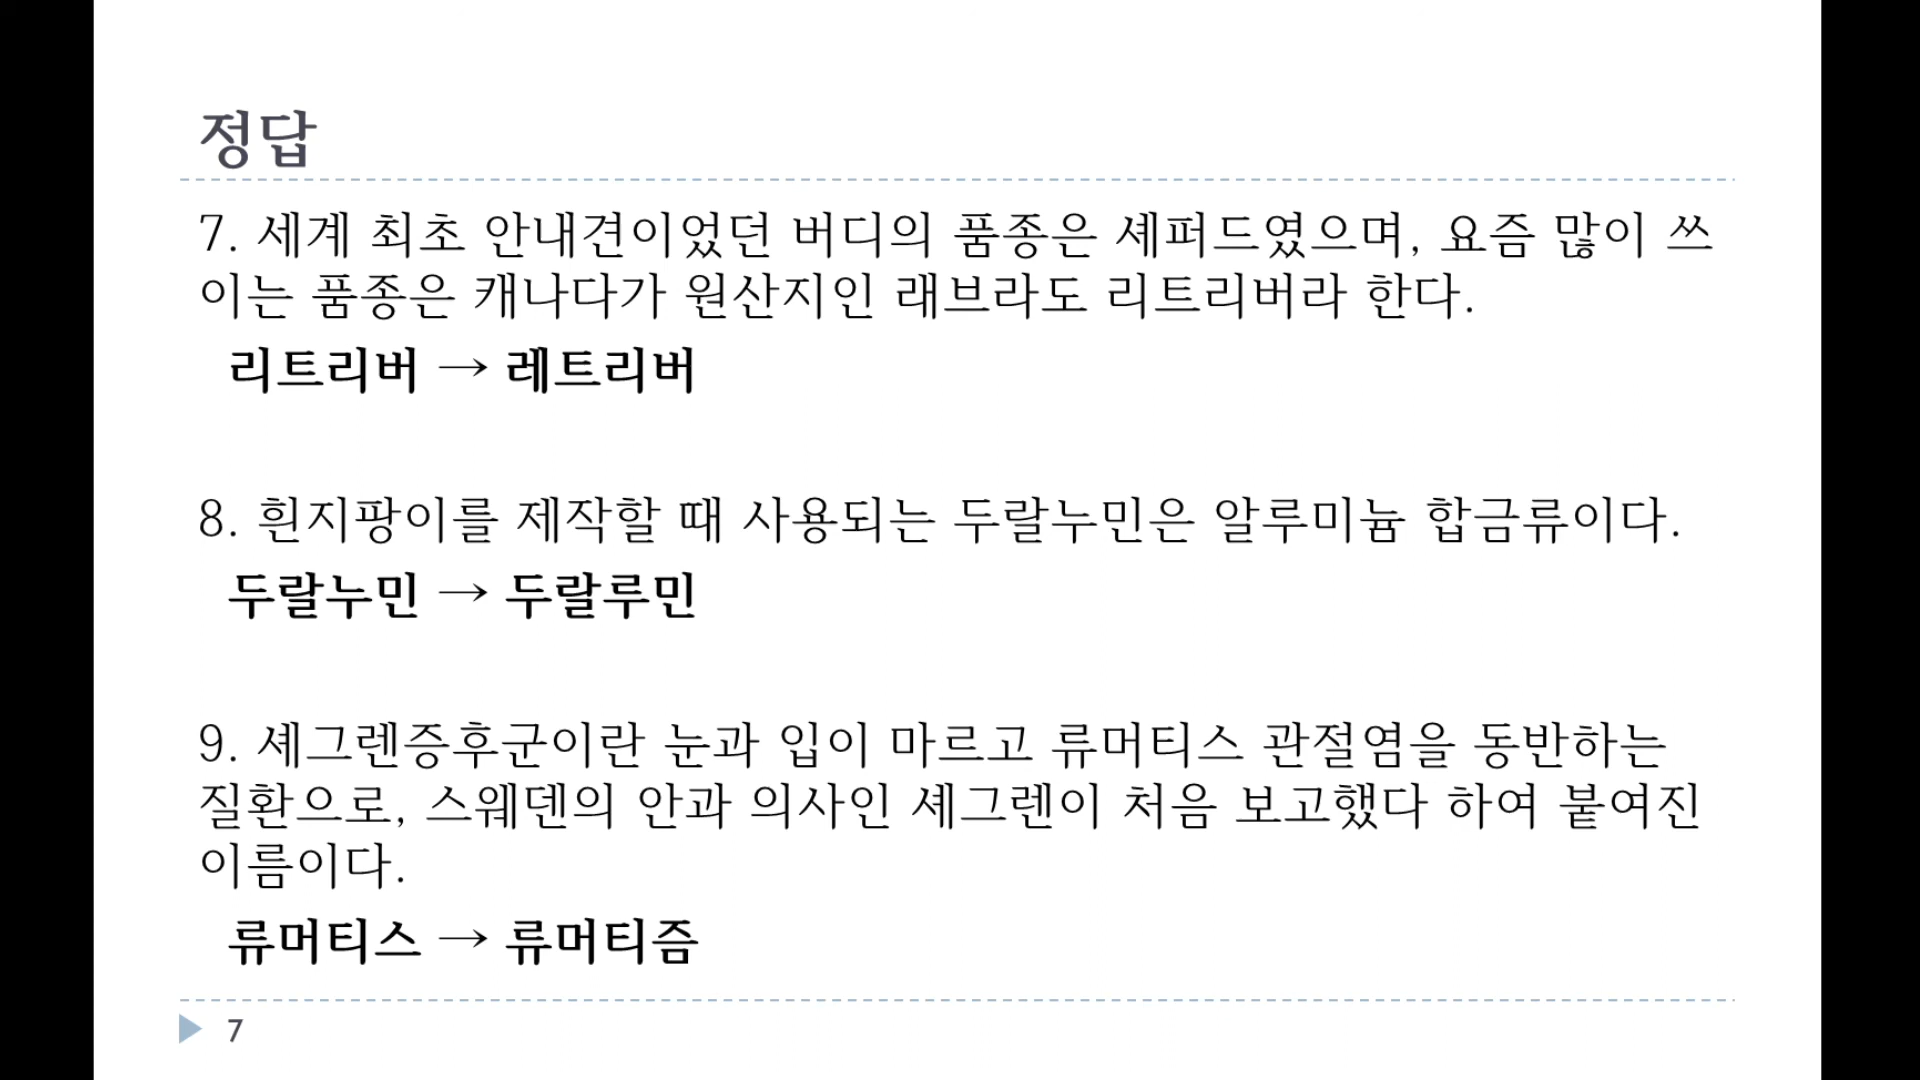 정답
7. 세계 최초 안내견이었던 버디의 품종은 셰퍼드였으며, 요즘 많이 쓰
이는 품종은 캐나다가 원산지인 래브라도 리트리버라 한다.
리트리버 → 레트리버
8. 흰지팡이를 제작할 때 사용되는 두랄누민은 알루미늄 합금류이다.
두랄누민 → 두랄루민
9. 셰그렌증후군이란 눈과 입이 마르고 류머티스 관절염을 동반하는
질환으로, 스웨덴의 안과 의사인 셰그렌이 처음 보고했다 하여 붙여진
이름이다.
류머티스 → 류머티즘
7